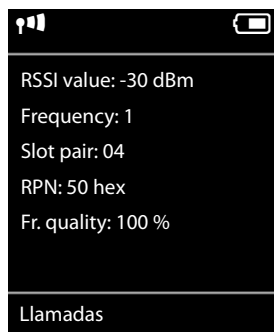 RSSI value: -30 dBm
Frequency: 1
Slot pair: 04
RPN: 50 hex
Fr. quality: 100 %
Llamadas